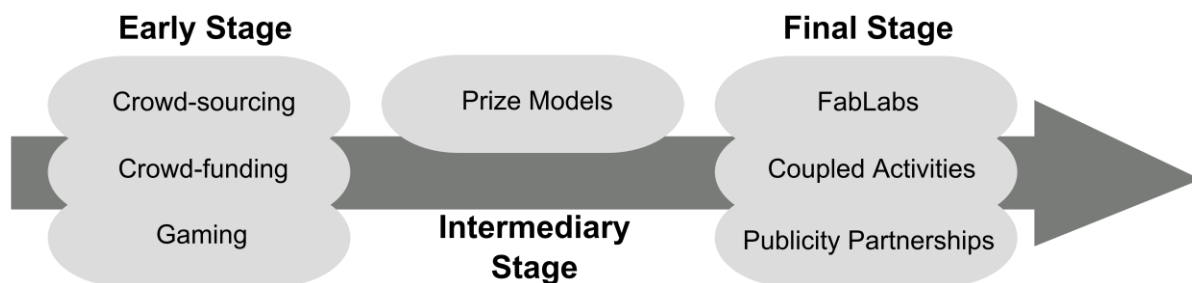 Early Stage
Crowd-sourcing
Crowd-funding
Gaming
Prize Models
Intermediary
Stage
Final Stage
FabLabs
Coupled Activities
Publicity Partnerships